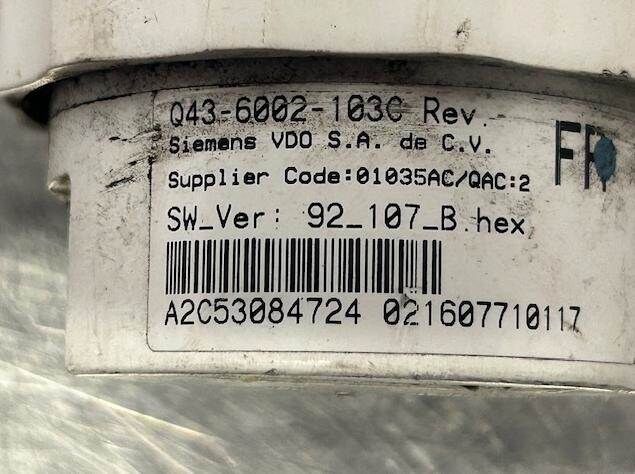 Q43-6002-103C Rev.
Siemens VDO S.A. de C.V.
Supplier Code:01035AC/QAC:2
SW_Ver: 92_107_B.hex
A2C53084724 021607710117